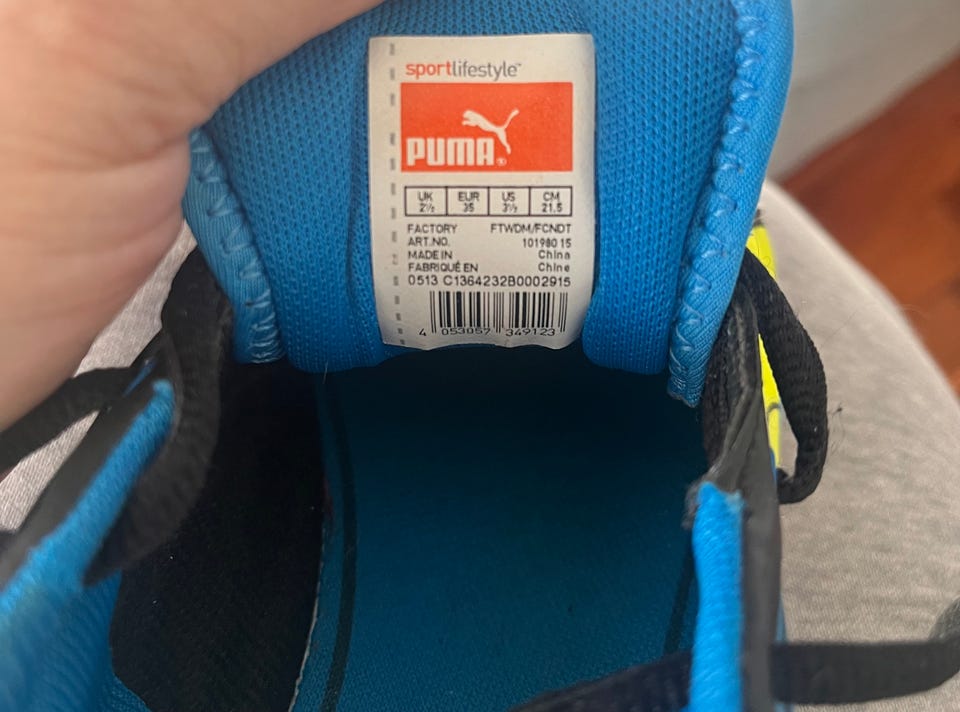 sportlifestyle™
PUMA®
UK EUR US CM
2½ 35 3½ 21.5
FACTORY FTWDM/FCNDT
ART.NO. 101980 15
MADE IN China
FABRIQUÉ EN Chine
0513 C1364232B0002915
4 053057 349123